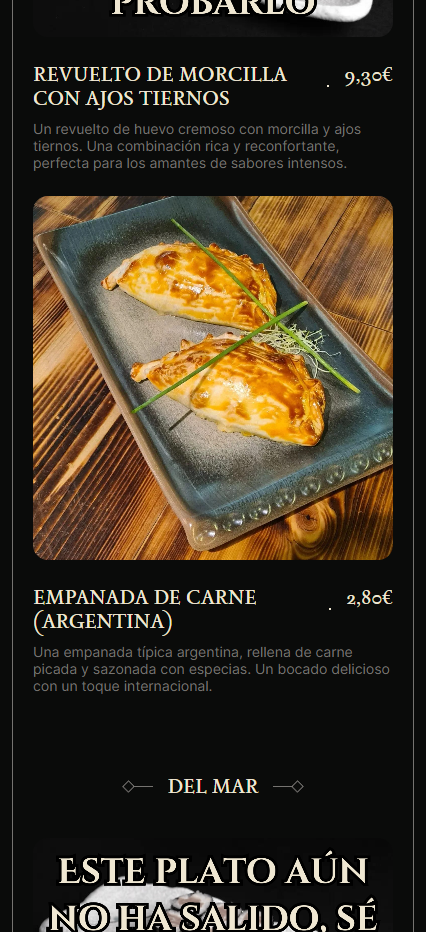 PROBARLO
REVUELTO DE MORCILLA
CON AJOS TIERNOS
. 9,30€
Un revuelto de huevo cremoso con morcilla y ajos
tiernos. Una combinación rica y reconfortante,
perfecta para los amantes de sabores intensos.
EMPANADA DE CARNE
(ARGENTINA)
. 2,80€
Una empanada típica argentina, rellena de carne
picada y sazonada con especias. Un bocado delicioso
con un toque internacional.
DEL MAR
ESTE PLATO AÚN
NO HA SALIDO, SÉ